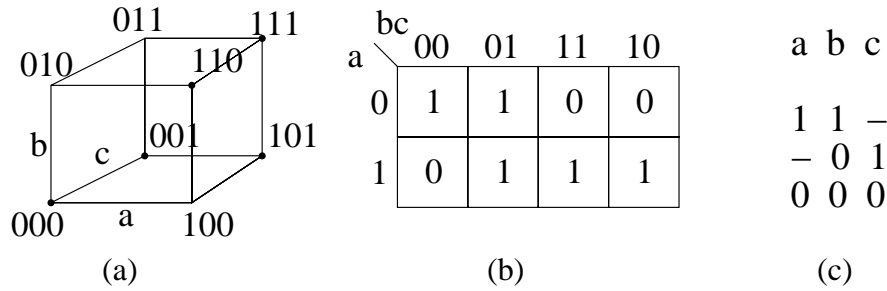 011 111
010 110
b c 001 101
000 a 100
(a)
bc
a 00 01 11 10
0 1 1 0 0
1 0 1 1 1
(b)
a b c
1 1 –
– 0 1
0 0 0
(c)